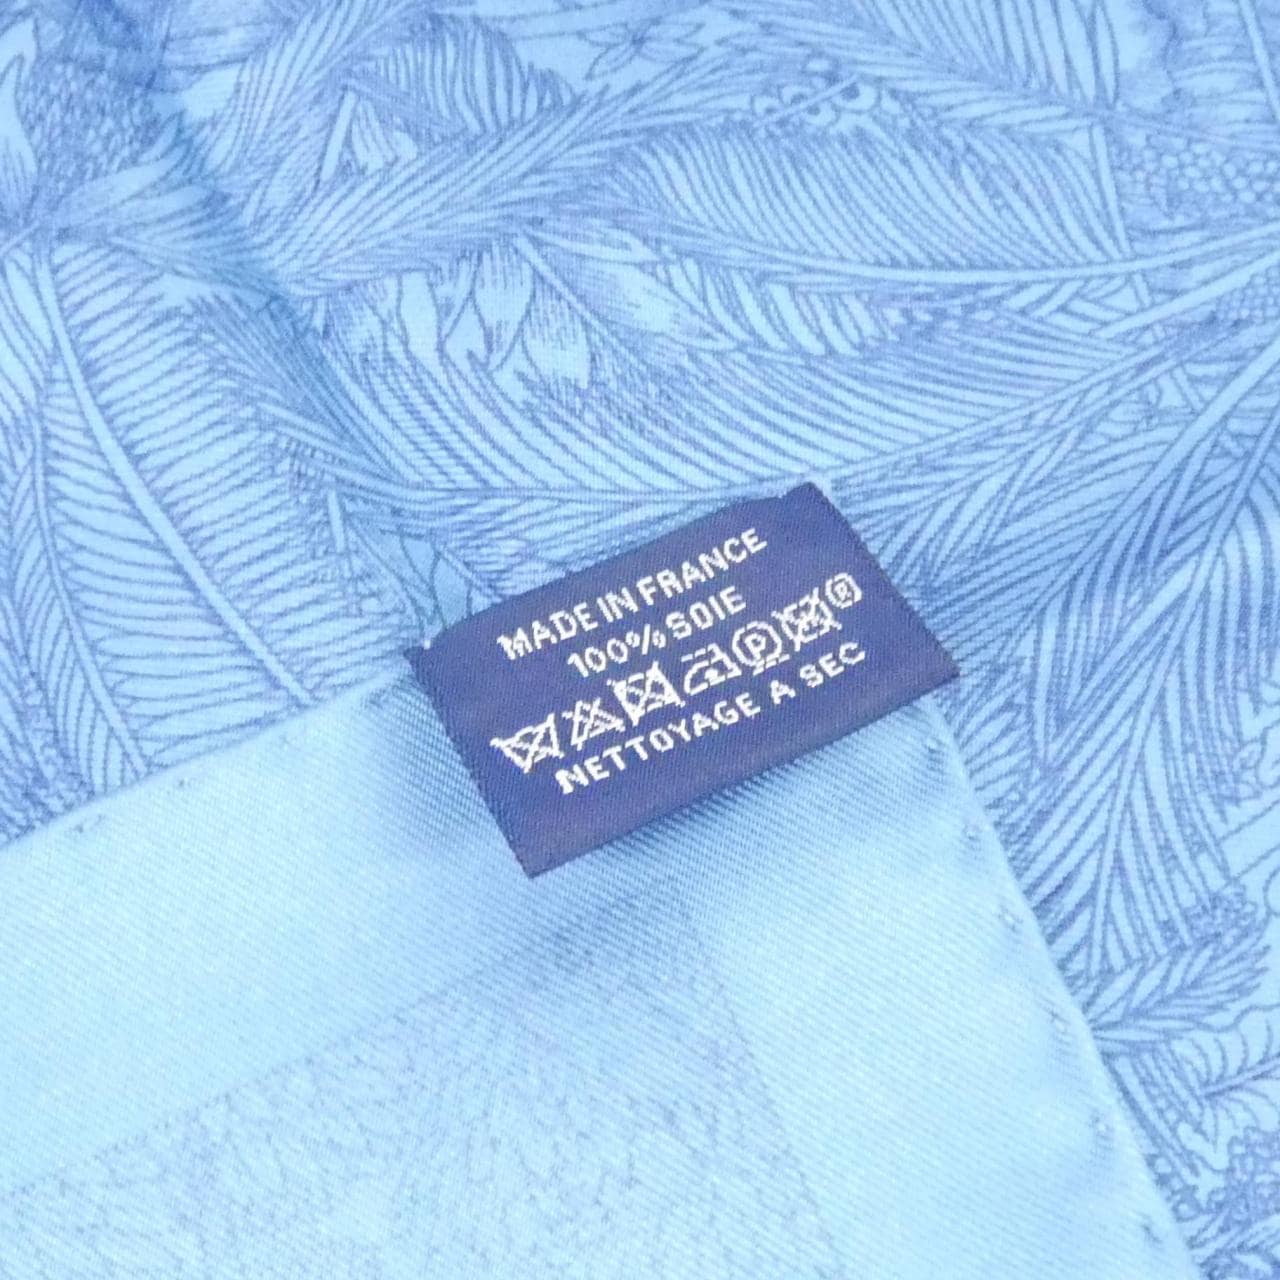 MADE IN FRANCE
100% SOIE
P
NETTOYAGE A SEC